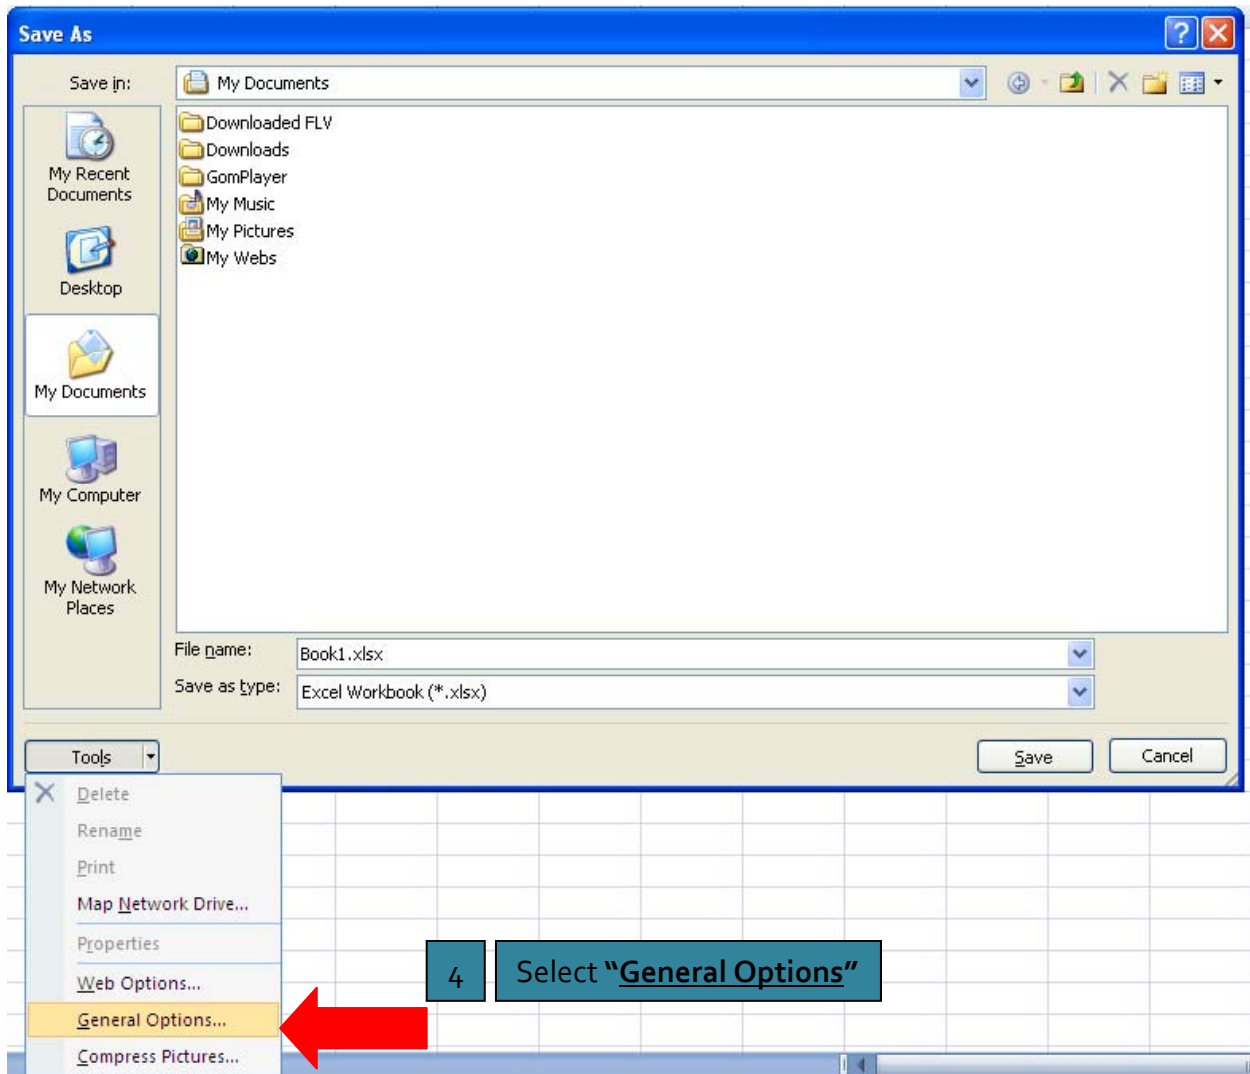 Save As
Save in:
My Documents
My Recent
Documents
Desktop
My Documents
My Computer
My Network
Places
Downloaded FLV
Downloads
GomPlayer
My Music
My Pictures
My Webs
File name:
Book1.xlsx
Save as type:
Excel Workbook (*.xlsx)
Tools
Save
Cancel
Delete
Rename
Print
Map Network Drive...
Properties
Web Options...
General Options...
Compress Pictures...
4
Select “General Options”